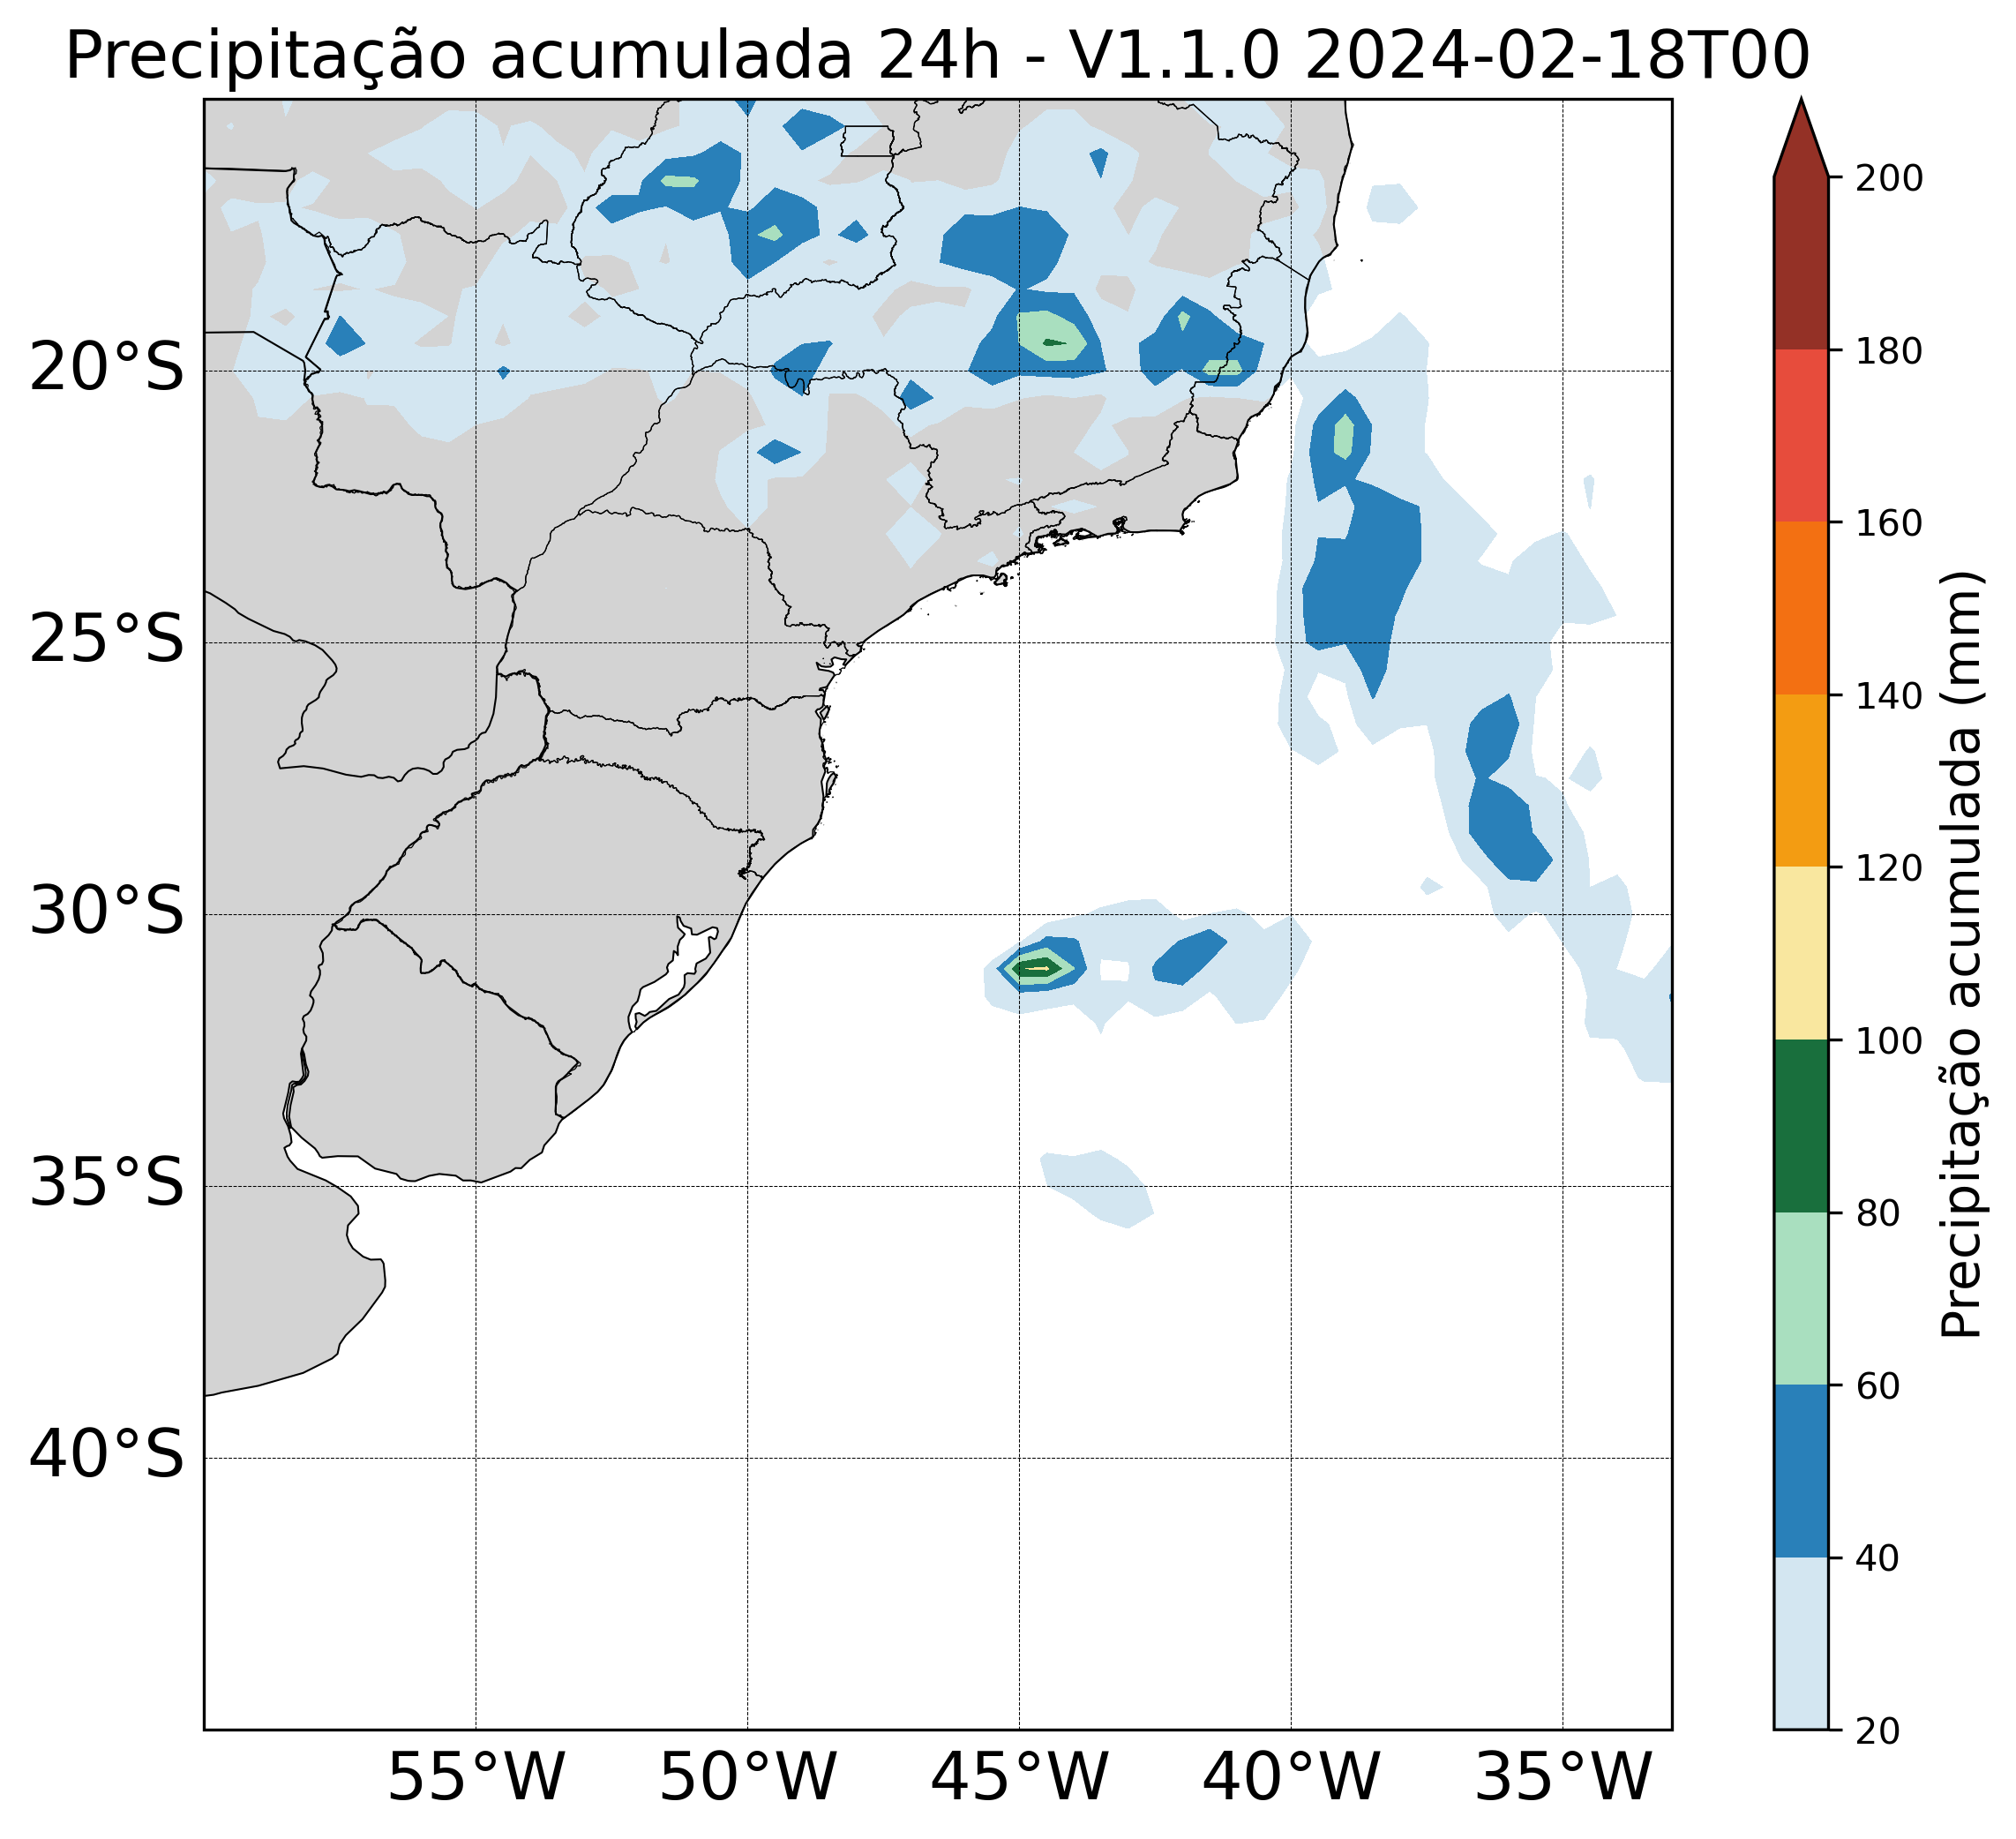 Precipitação acumulada 24h - V1.1.0 2024-02-18T00
20°S
25°S
30°S
35°S
40°S
55°W
50°W
45°W
40°W
35°W
200
180
160
140
120
100
80
60
40
20
Precipitação acumulada (mm)